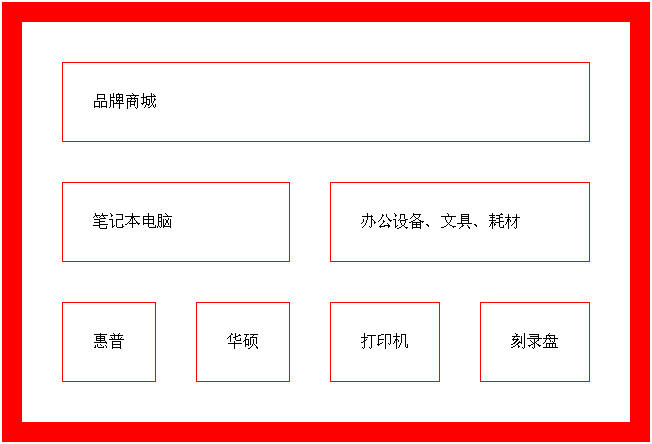 品牌商城
笔记本电脑
办公设备、文具、耗材
惠普
华硕
打印机
刻录盘